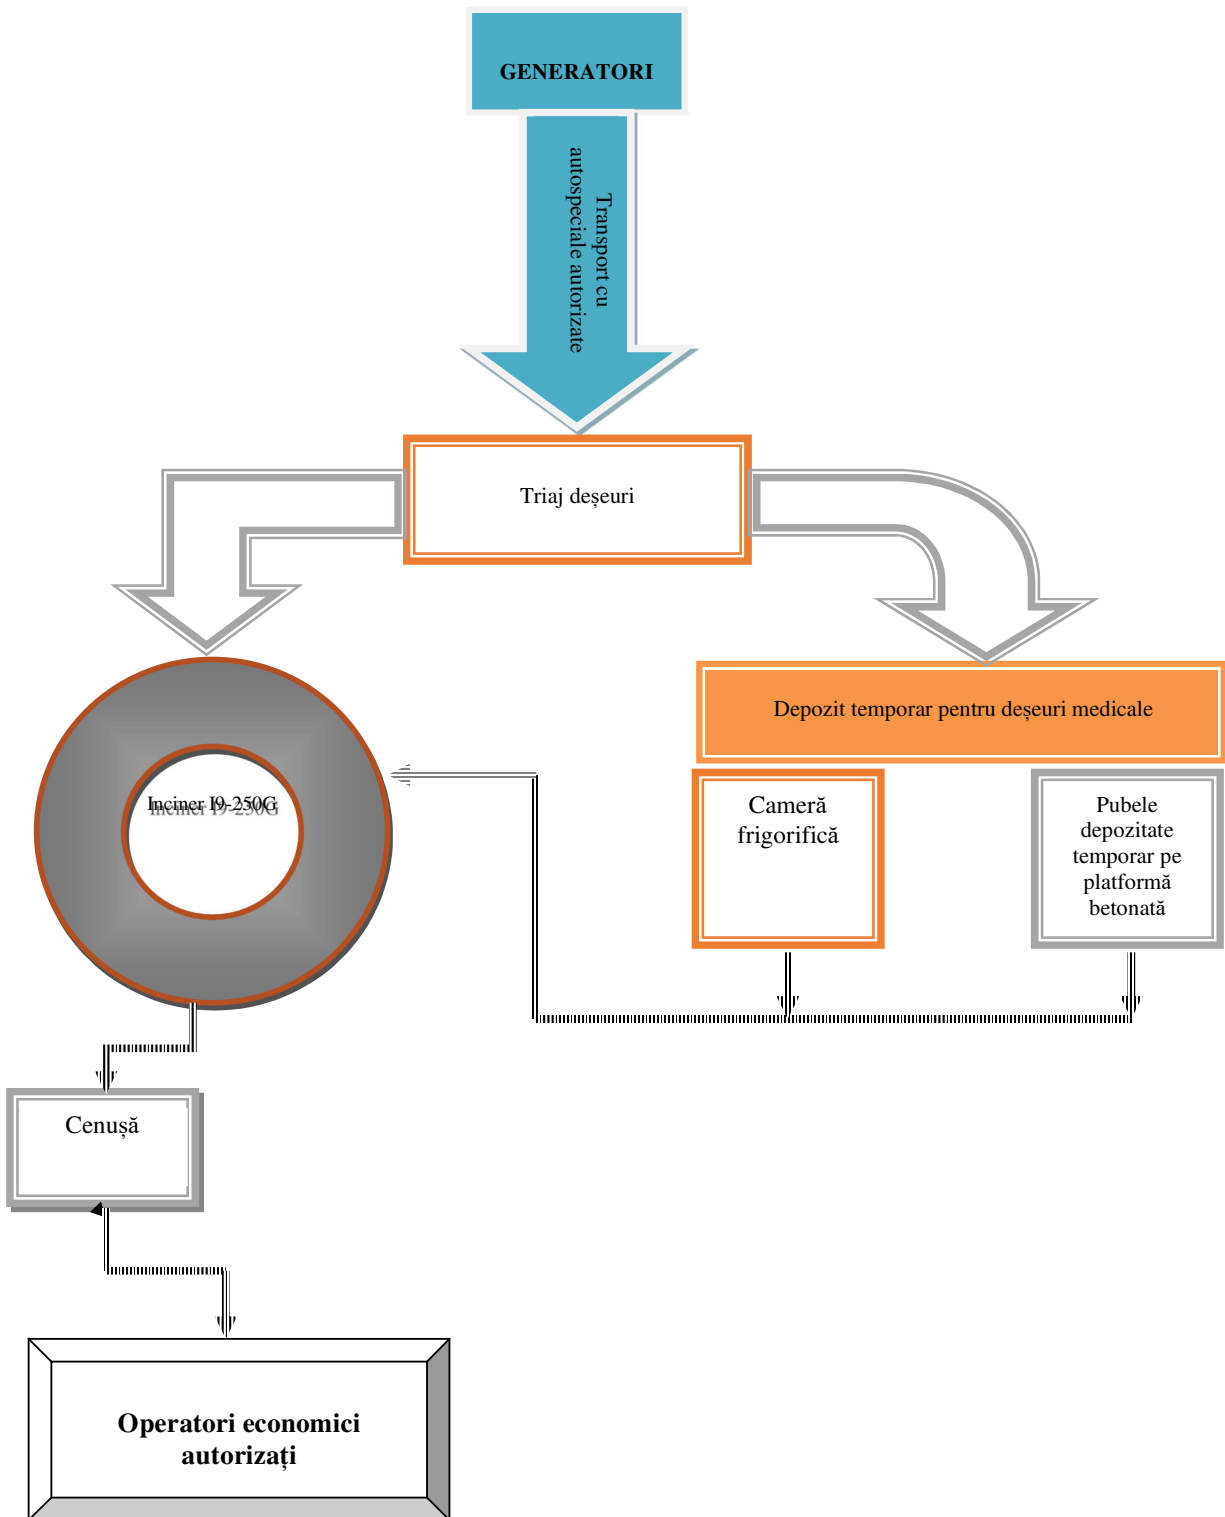 GENERATORI
Transport cu
autospeciale autorizate
Triaj deșeuri
Depozit temporar pentru deșeuri medicale
Inciner I9-250G
Cameră
frigorifică
Pubele
depozitate
temporar pe
platformă
betonată
Cenușă
Operatori economici
autorizați